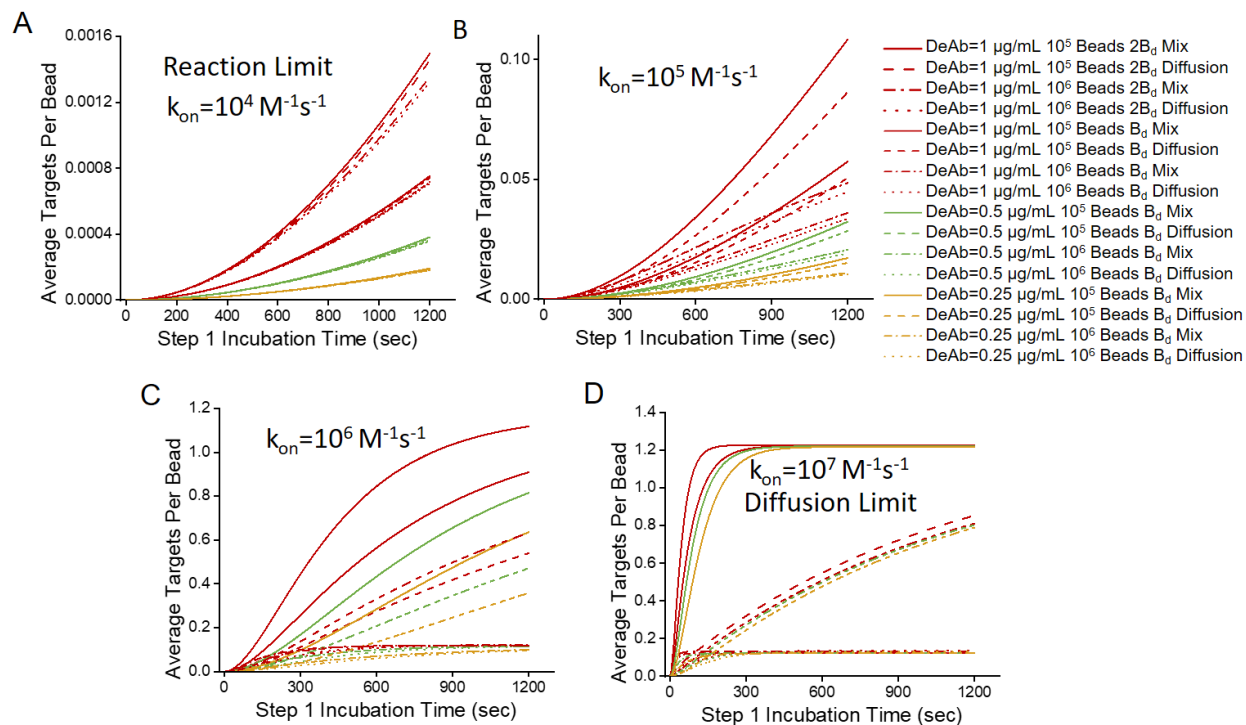 A
0.0016
0.0012
0.0008
0.0004
0.0000
Average Targets Per Bead
Reaction Limit
kon=10⁴ M⁻¹s⁻¹
0 200 400 600 800 1000 1200
Step 1 Incubation Time (sec)
B
0.10
0.05
0.00
Average Targets Per Bead
kon=10⁵ M⁻¹s⁻¹
0 300 600 900 1200
Step 1 Incubation Time (sec)
DeAb=1 µg/mL 10⁵ Beads 2Bd Mix
DeAb=1 µg/mL 10⁵ Beads 2Bd Diffusion
DeAb=1 µg/mL 10⁶ Beads 2Bd Mix
DeAb=1 µg/mL 10⁶ Beads 2Bd Diffusion
DeAb=1 µg/mL 10⁵ Beads Bd Mix
DeAb=1 µg/mL 10⁵ Beads Bd Diffusion
DeAb=1 µg/mL 10⁶ Beads Bd Mix
DeAb=1 µg/mL 10⁶ Beads Bd Diffusion
DeAb=0.5 µg/mL 10⁵ Beads Bd Mix
DeAb=0.5 µg/mL 10⁵ Beads Bd Diffusion
DeAb=0.5 µg/mL 10⁶ Beads Bd Mix
DeAb=0.5 µg/mL 10⁶ Beads Bd Diffusion
DeAb=0.25 µg/mL 10⁵ Beads Bd Mix
DeAb=0.25 µg/mL 10⁵ Beads Bd Diffusion
DeAb=0.25 µg/mL 10⁶ Beads Bd Mix
DeAb=0.25 µg/mL 10⁶ Beads Bd Diffusion
C
1.2
1.0
0.8
0.6
0.4
0.2
0.0
Average Targets Per Bead
kon=10⁶ M⁻¹s⁻¹
0 300 600 900 1200
Step 1 Incubation Time (sec)
D
1.4
1.2
1.0
0.8
0.6
0.4
0.2
0.0
Average Targets Per Bead
kon=10⁷ M⁻¹s⁻¹
Diffusion Limit
0 300 600 900 1200
Step 1 Incubation Time (sec)